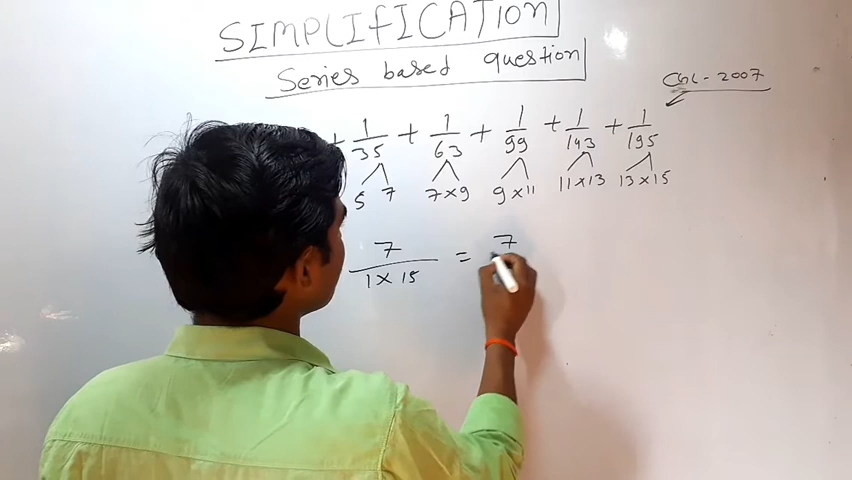 SIMPLIFICATION
Series based question
CGL - 2007
+ 1/35 + 1/63 + 1/99 + 1/143 + 1/195
5 7 7×9 9×11 11×13 13×15
7/1×15 = 7